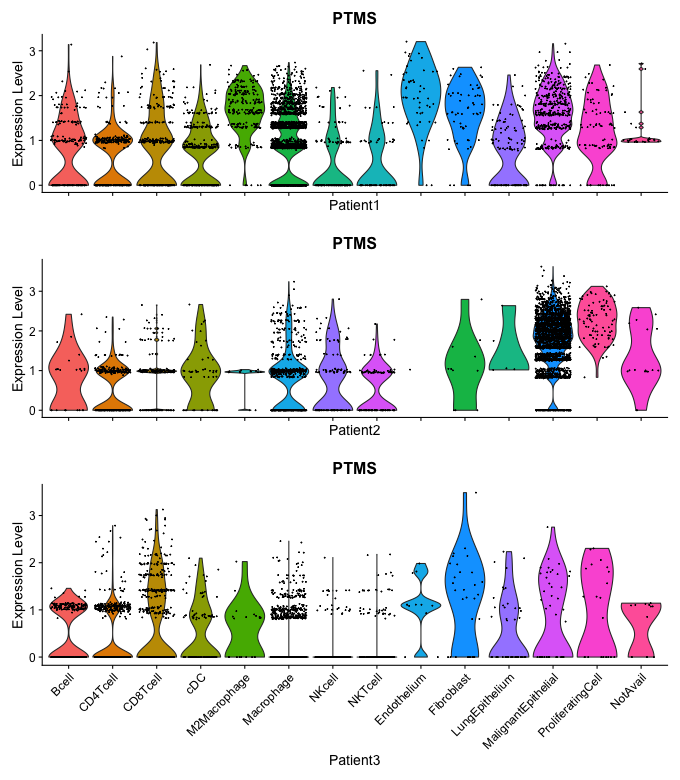 PTMS
Expression Level
3
2
1
0
Patient1
PTMS
Expression Level
3
2
1
0
Patient2
PTMS
Expression Level
3
2
1
0
Bcell
CD4Tcell
CD8Tcell
cDC
M2Macrophage
Macrophage
NKcell
NKTcell
Endothelium
Fibroblast
LungEpithelium
MalignantEpithelial
ProliferatingCell
NotAvail
Patient3